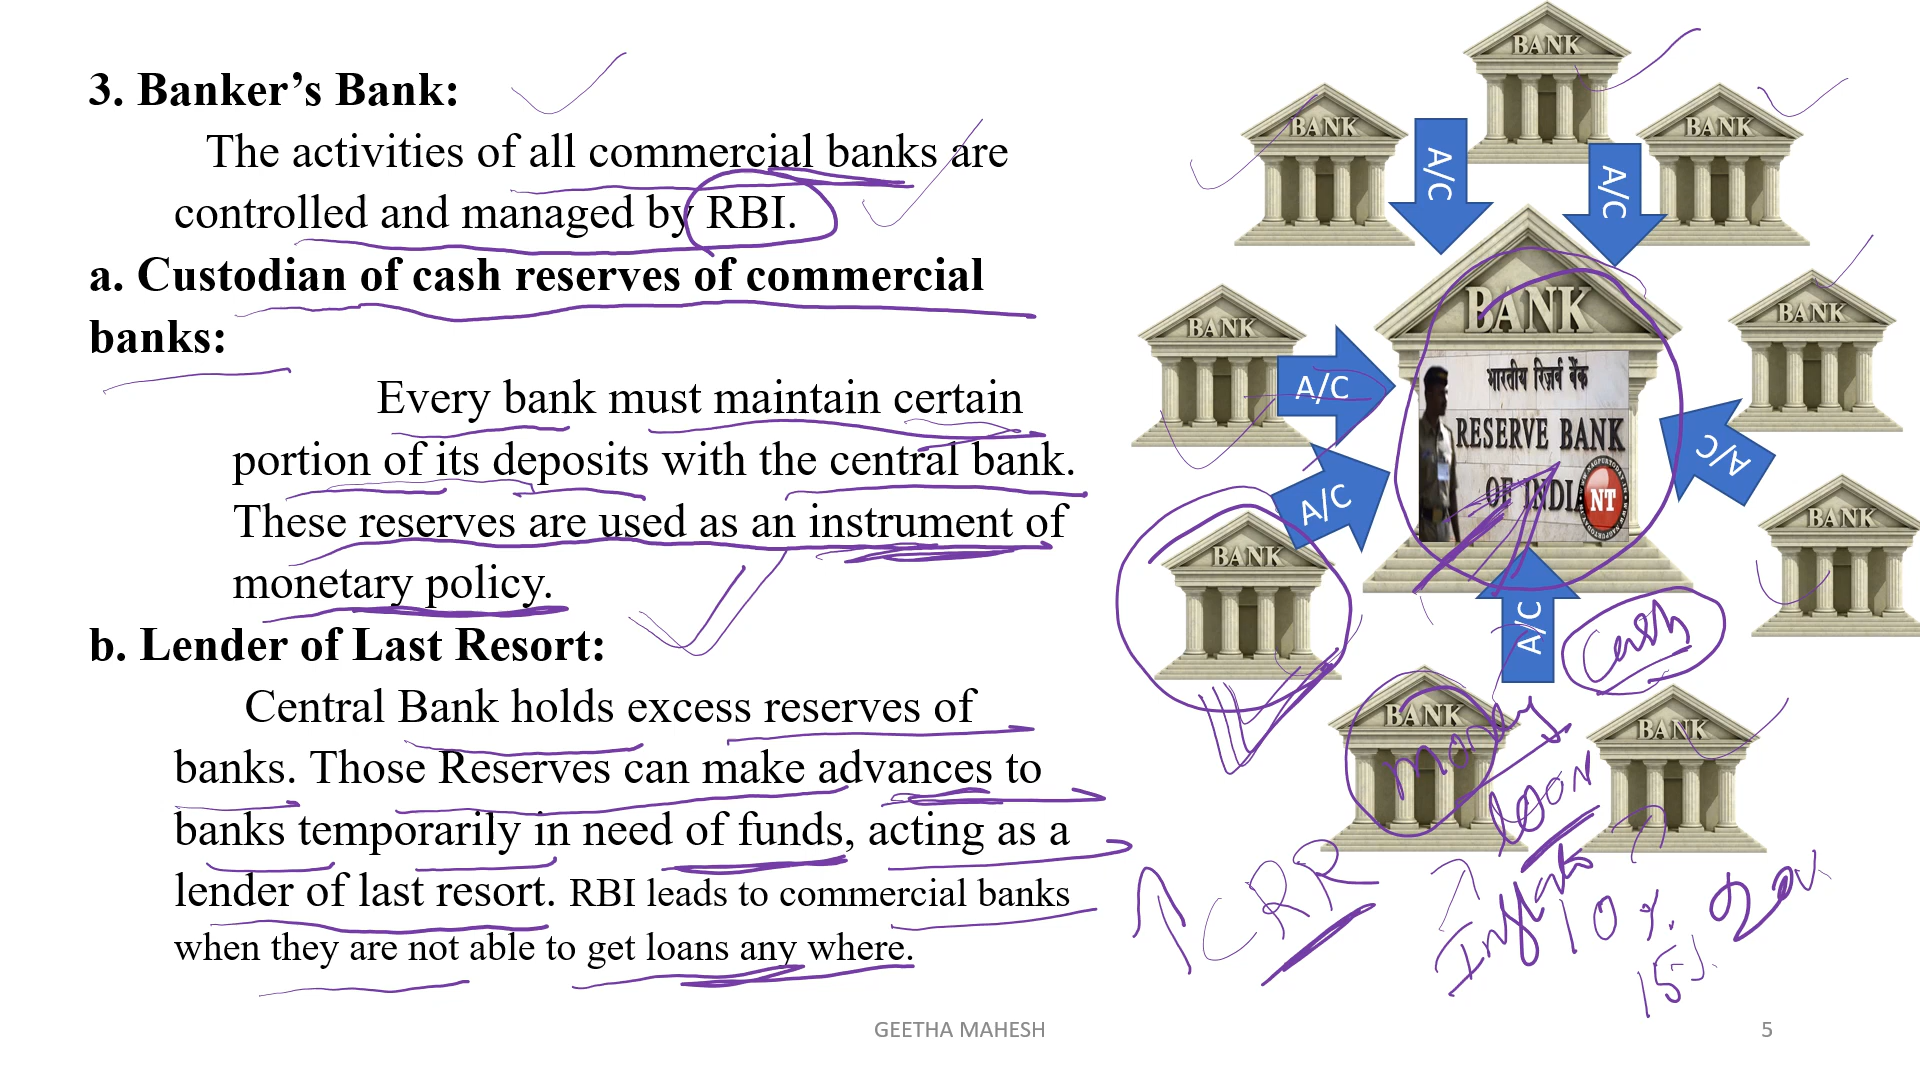 3. Banker’s Bank:
The activities of all commercial banks are
controlled and managed by RBI.
a. Custodian of cash reserves of commercial
banks:
Every bank must maintain certain
portion of its deposits with the central bank.
These reserves are used as an instrument of
monetary policy.
b. Lender of Last Resort:
Central Bank holds excess reserves of
banks. Those Reserves can make advances to
banks temporarily in need of funds, acting as a
lender of last resort. RBI leads to commercial banks
when they are not able to get loans any where.
BANK
BANK
BANK
A/C
A/C
BANK
BANK
BANK
A/C
भारतीय रिज़र्व बैंक
RESERVE BANK
OF INDIA
NT
A/C
A/C
BANK
BANK
A/C
Cash
BANK
BANK
money
loan
CRR
10 %.
15%
GEETHA MAHESH
5